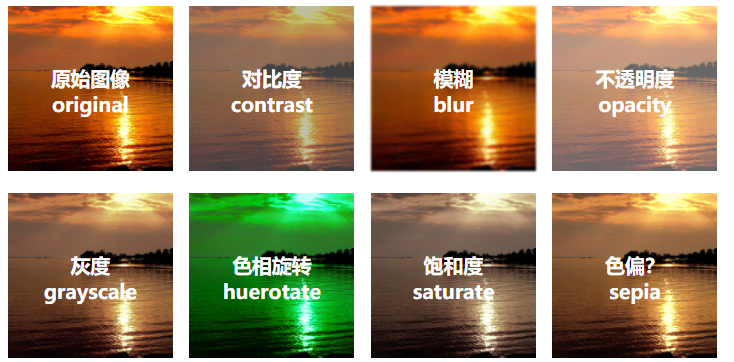 原始图像
original
对比度
contrast
模糊
blur
不透明度
opacity
灰度
grayscale
色相旋转
huerotate
饱和度
saturate
色偏?
sepia